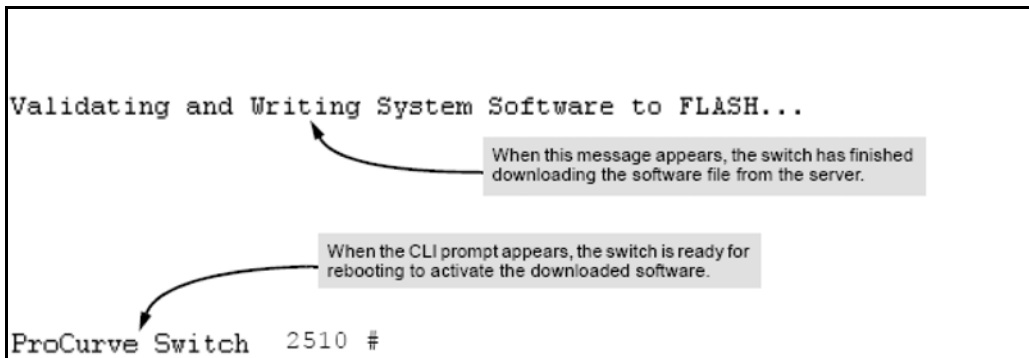 Validating and Writing System Software to FLASH...
When this message appears, the switch has finished
downloading the software file from the server.
When the CLI prompt appears, the switch is ready for
rebooting to activate the downloaded software.
ProCurve Switch 2510 #